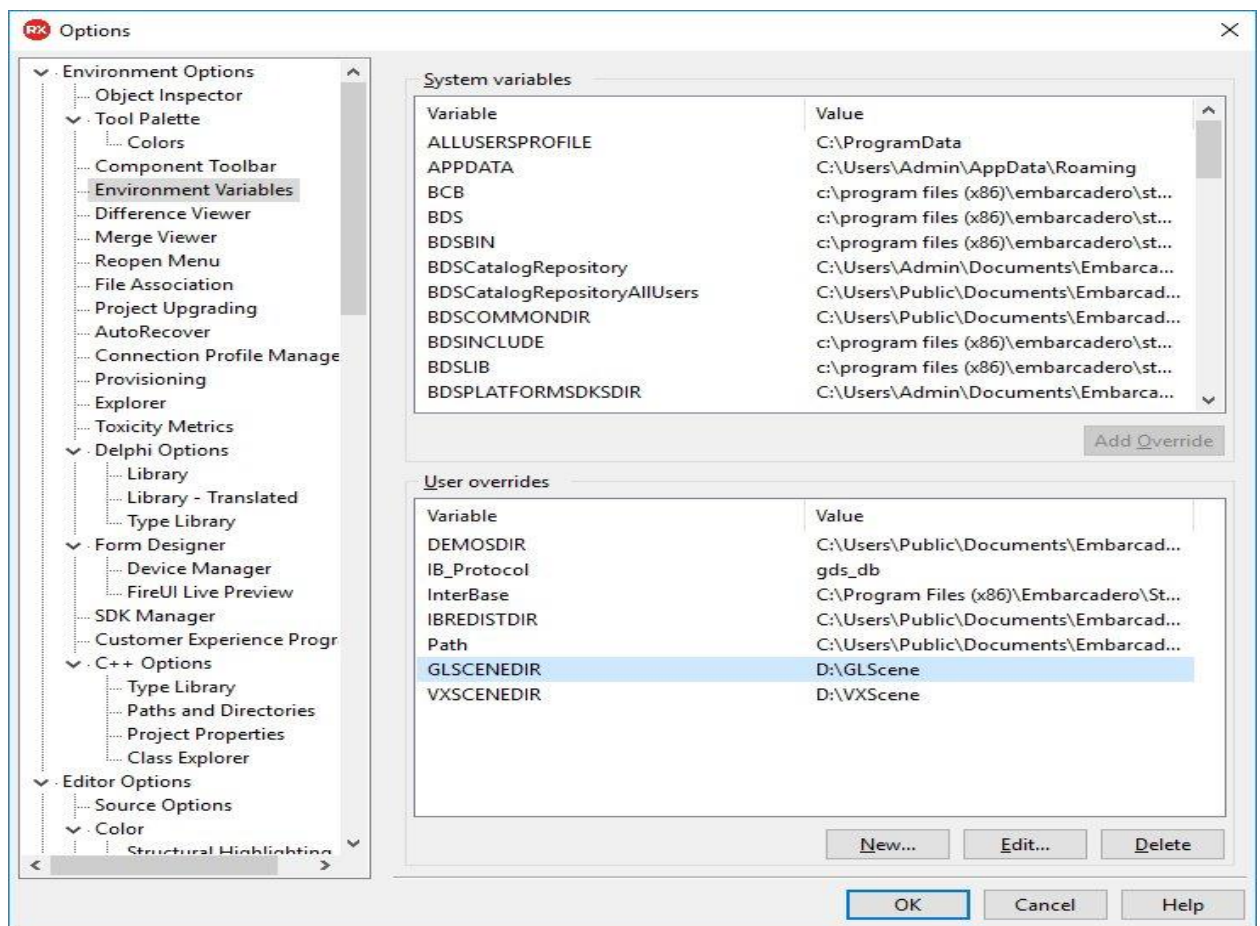 RX Options
Environment Options
Object Inspector
Tool Palette
Colors
Component Toolbar
Environment Variables
Difference Viewer
Merge Viewer
Reopen Menu
File Association
Project Upgrading
AutoRecover
Connection Profile Manage
Provisioning
Explorer
Toxicity Metrics
Delphi Options
Library
Library - Translated
Type Library
Form Designer
Device Manager
FireUI Live Preview
SDK Manager
Customer Experience Progr
C++ Options
Type Library
Paths and Directories
Project Properties
Class Explorer
Editor Options
Source Options
Color
Structural Highlighting
System variables
Variable Value
ALLUSERSPROFILE C:\ProgramData
APPDATA C:\Users\Admin\AppData\Roaming
BCB c:\program files (x86)\embarcadero\st...
BDS c:\program files (x86)\embarcadero\st...
BDSBIN c:\program files (x86)\embarcadero\st...
BDSCatalogRepository C:\Users\Admin\Documents\Embarca...
BDSCatalogRepositoryAllUsers C:\Users\Public\Documents\Embarcad...
BDSCOMMONDIR C:\Users\Public\Documents\Embarcad...
BDSINCLUDE c:\program files (x86)\embarcadero\st...
BDSLIB c:\program files (x86)\embarcadero\st...
BDSPLATFORMSDKSDIR C:\Users\Admin\Documents\Embarca...
Add Override
User overrides
Variable Value
DEMOSDIR C:\Users\Public\Documents\Embarcad...
IB_Protocol gds_db
InterBase C:\Program Files (x86)\Embarcadero\St...
IBREDISTDIR C:\Users\Public\Documents\Embarcad...
Path C:\Users\Public\Documents\Embarcad...
GLSCENEDIR D:\GLScene
VXSCENEDIR D:\VXScene
New... Edit... Delete
OK Cancel Help